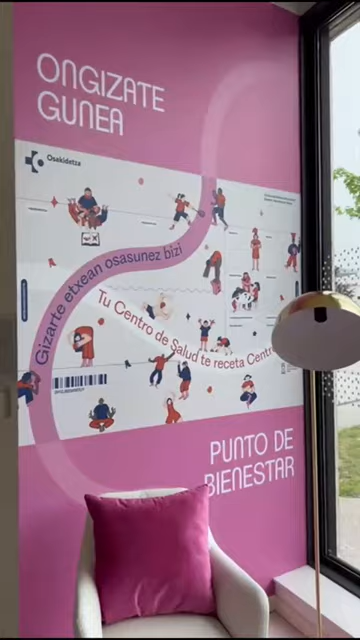 ONGIZATE
GUNEA
Osakidetza
Gizarte etxean osasunez bizi
Tu Centro de Salud te receta Centr
PUNTO DE
BIENESTAR